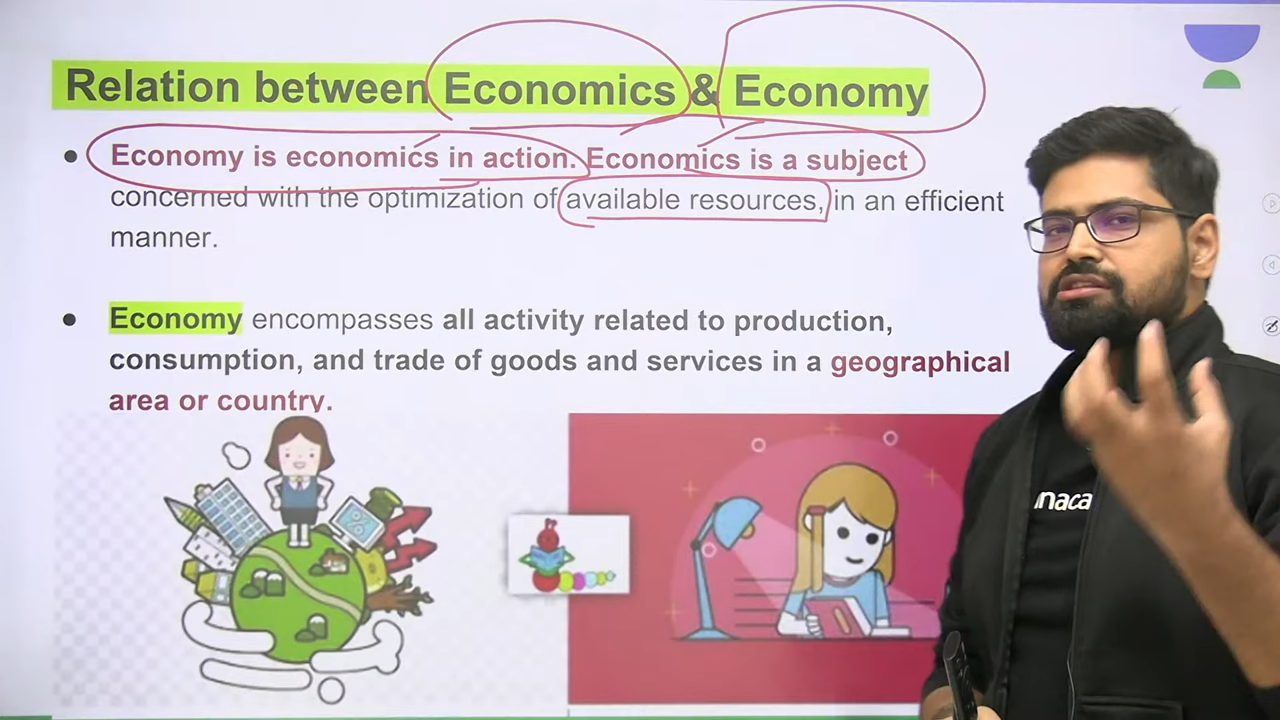 Relation between Economics & Economy
● Economy is economics in action. Economics is a subject
concerned with the optimization of available resources, in an efficient
manner.
● Economy encompasses all activity related to production,
consumption, and trade of goods and services in a geographical
area or country.
naca